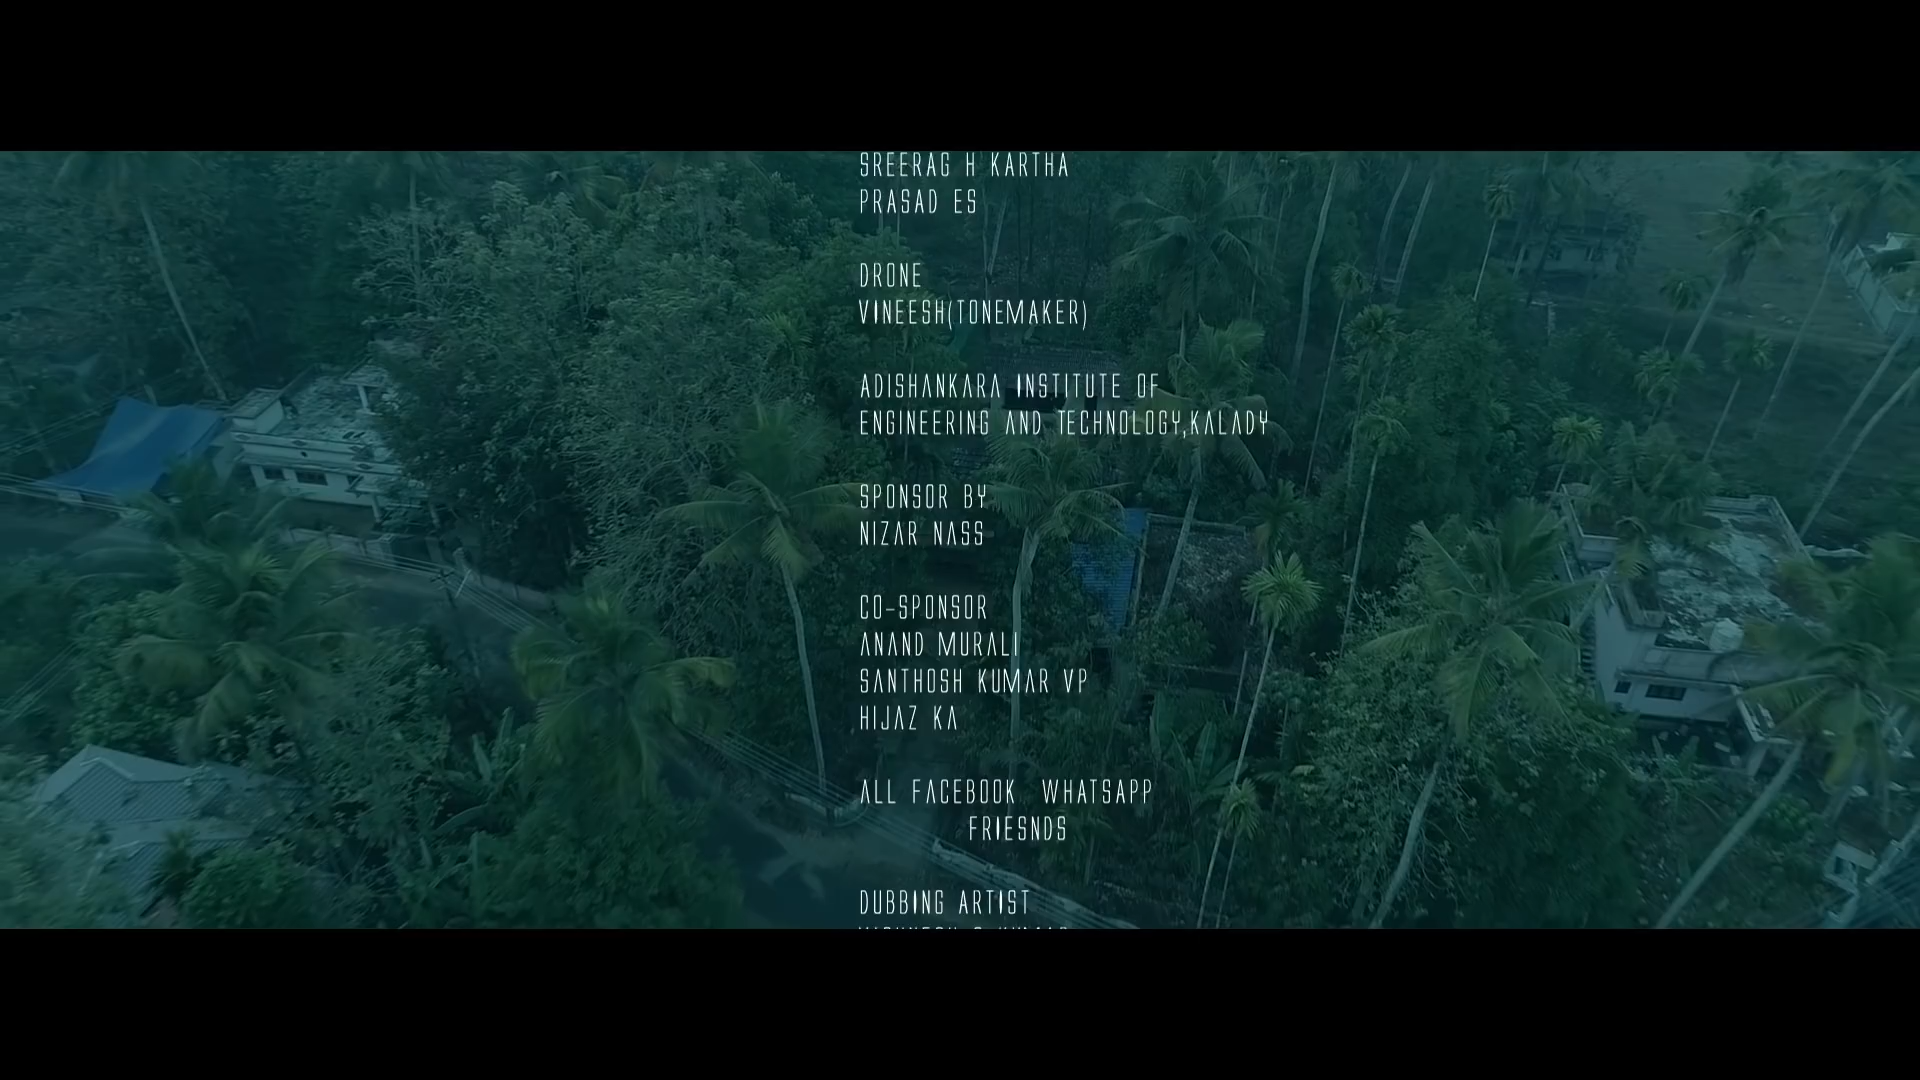 SREERAG H KARTHA
PRASAD ES
DRONE
VINEESH(TONEMAKER)
ADISHANKARA INSTITUTE OF
ENGINEERING AND TECHNOLOGY,KALADY
SPONSOR BY
NIZAR NASS
CO-SPONSOR
ANAND MURALI
SANTHOSH KUMAR VP
HIJAZ KA
ALL FACEBOOK WHATSAPP
FRIESNDS
DUBBING ARTIST